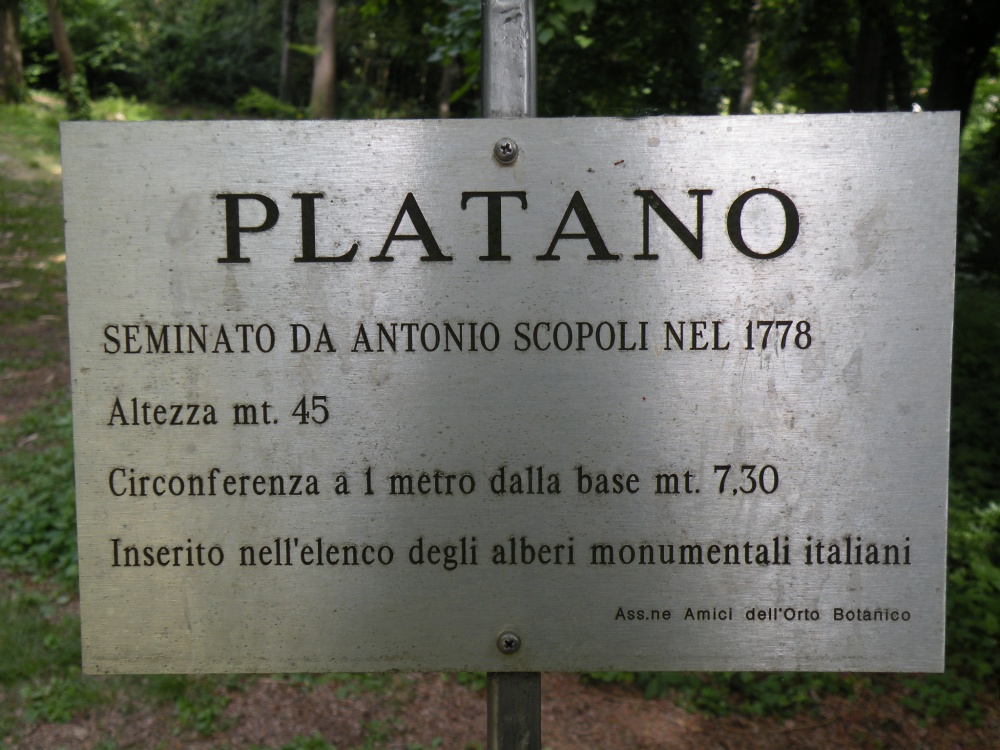 PLATANO
SEMINATO DA ANTONIO SCOPOLI NEL 1778
Altezza mt. 45
Circonferenza a 1 metro dalla base mt. 7,30
Inserito nell'elenco degli alberi monumentali italiani
Ass.ne Amici dell'Orto Botanico